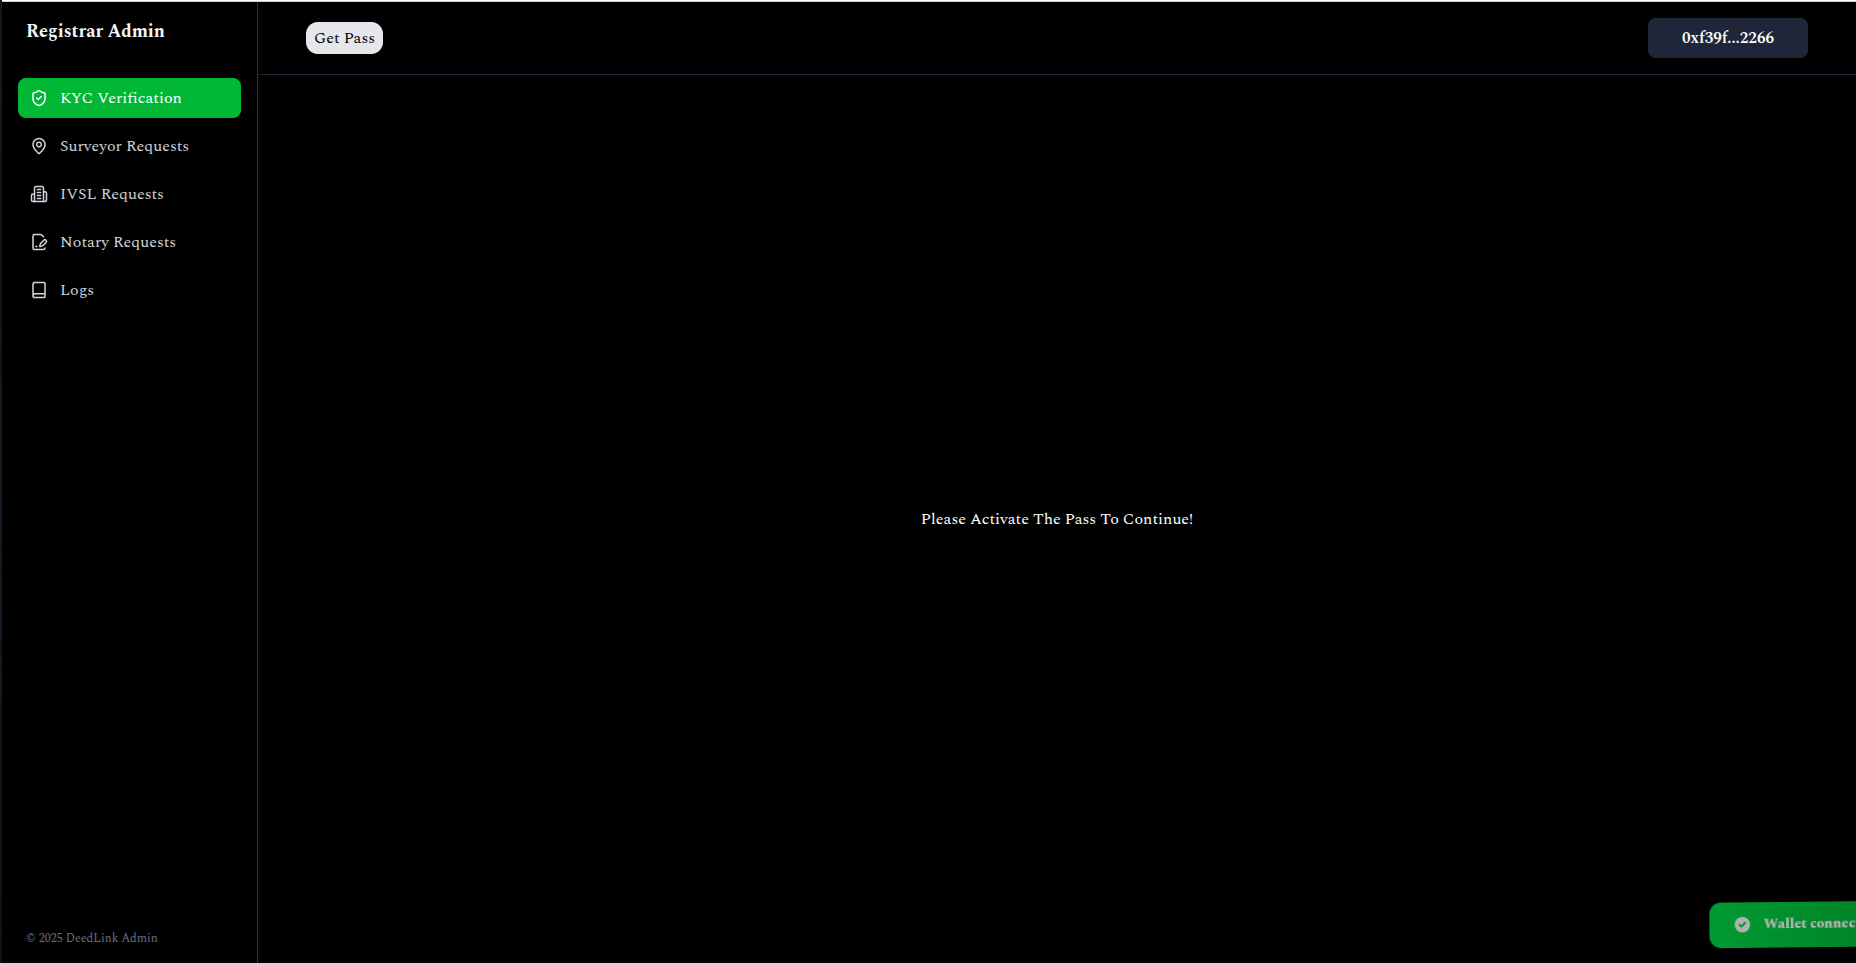 Registrar Admin
Get Pass
0xf39f...2266
KYC Verification
Surveyor Requests
IVSL Requests
Notary Requests
Logs
Please Activate The Pass To Continue!
© 2025 DeedLink Admin
Wallet connec